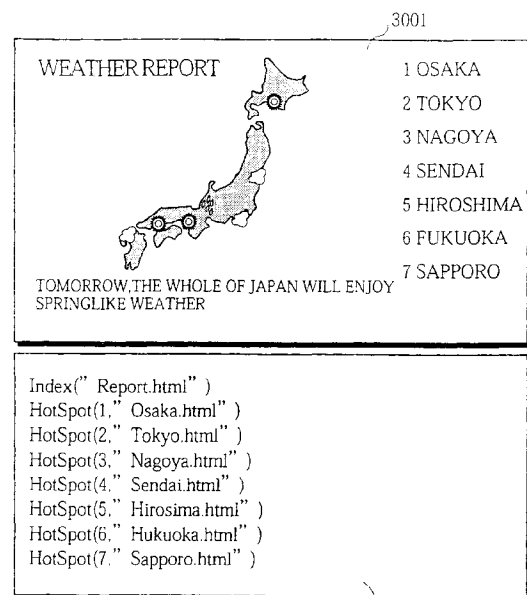 3001
WEATHER REPORT
1 OSAKA
2 TOKYO
3 NAGOYA
4 SENDAI
5 HIROSHIMA
6 FUKUOKA
7 SAPPORO
TOMORROW,THE WHOLE OF JAPAN WILL ENJOY
SPRINGLIKE WEATHER
Index(" Report.html" )
HotSpot(1," Osaka.html" )
HotSpot(2," Tokyo.html" )
HotSpot(3," Nagoya.html" )
HotSpot(4," Sendai.html" )
HotSpot(5," Hirosima.html" )
HotSpot(6," Hukuoka.html" )
HotSpot(7," Sapporo.html" )